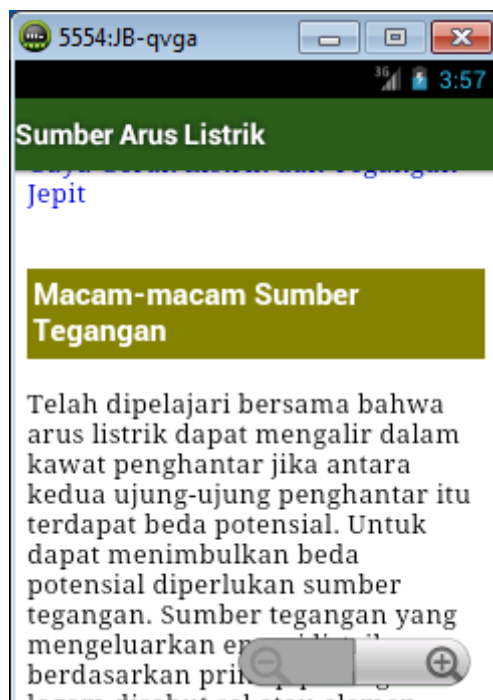 5554:JB-qvga
3G
3:57
Sumber Arus Listrik
Jepit
Macam-macam Sumber
Tegangan
Telah dipelajari bersama bahwa
arus listrik dapat mengalir dalam
kawat penghantar jika antara
kedua ujung-ujung penghantar itu
terdapat beda potensial. Untuk
dapat menimbulkan beda
potensial diperlukan sumber
tegangan. Sumber tegangan yang
mengeluarkan
berdasarkan